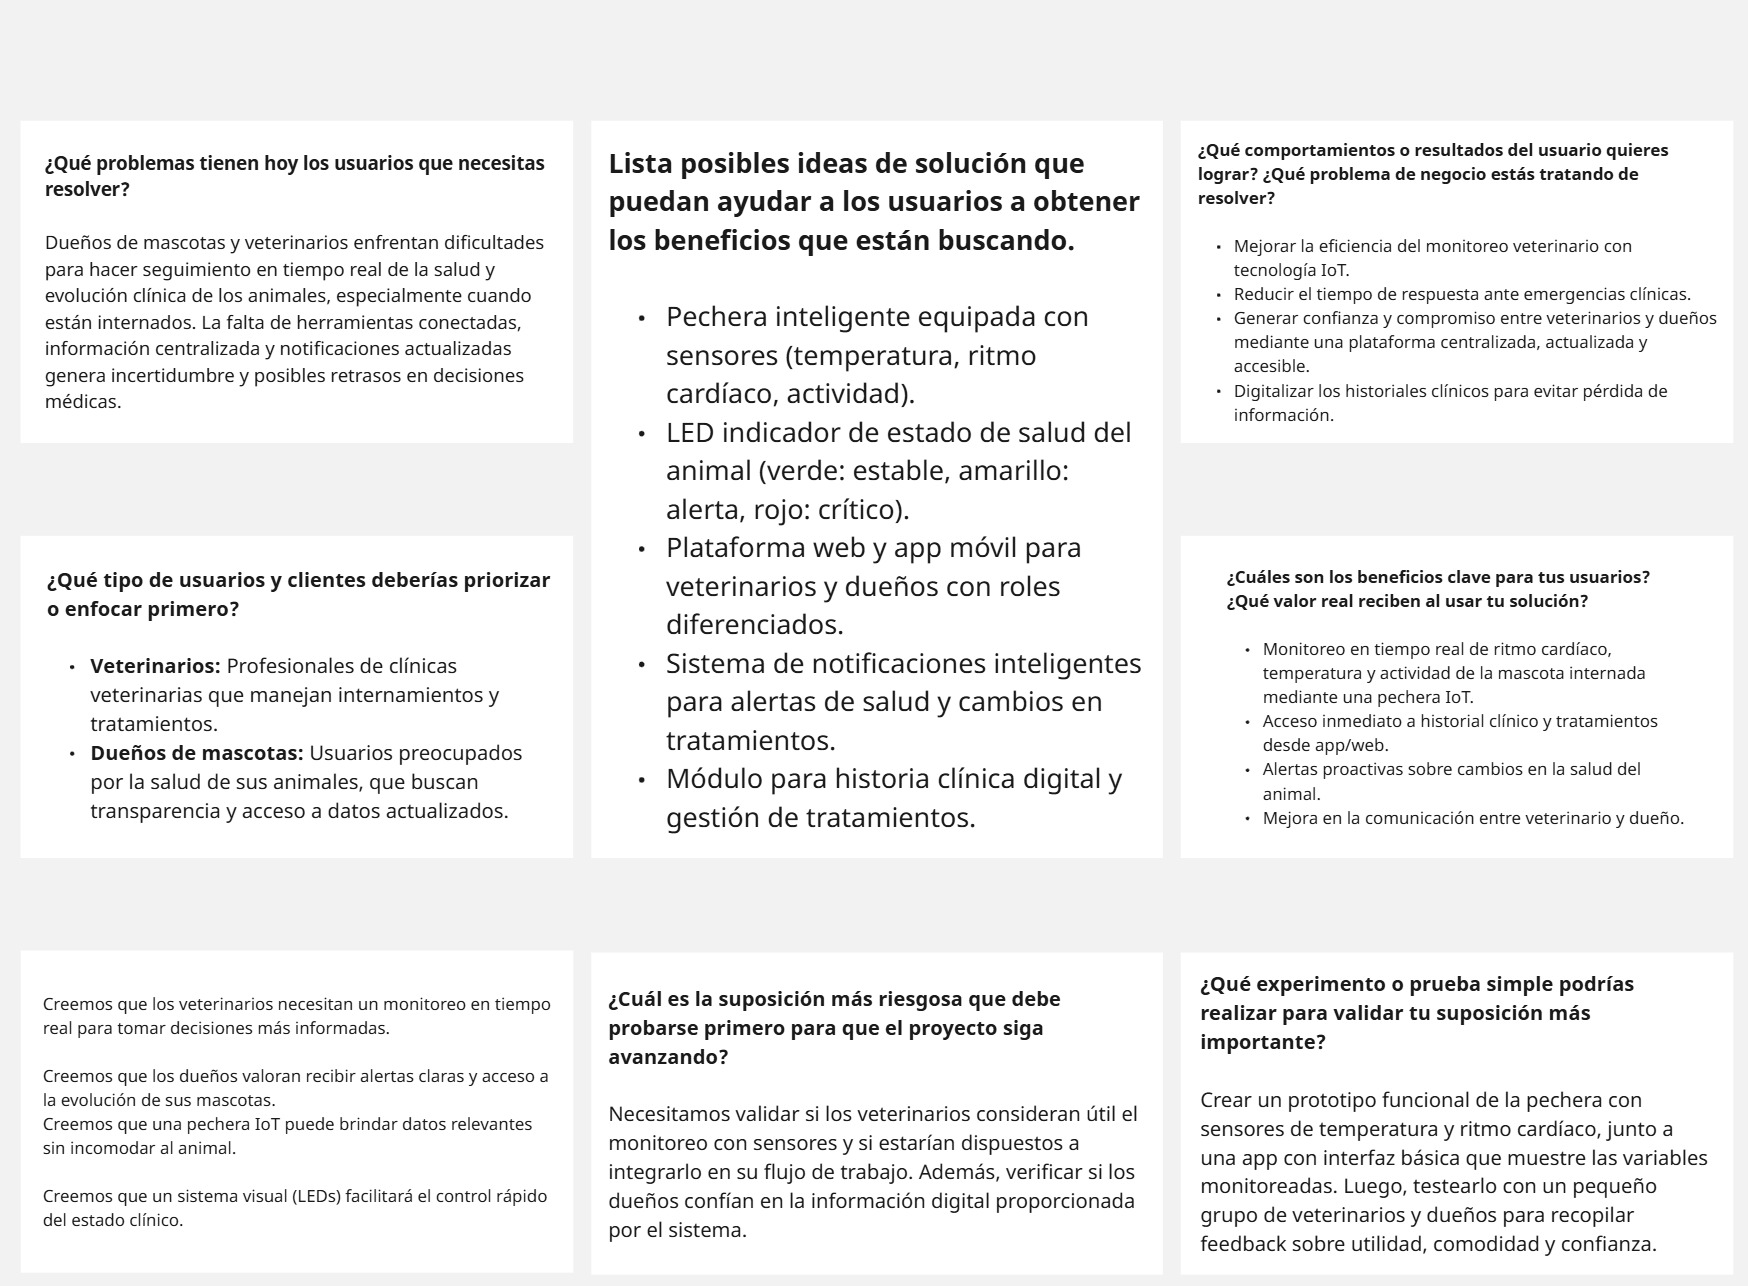 ¿Qué problemas tienen hoy los usuarios que necesitas
resolver?
Dueños de mascotas y veterinarios enfrentan dificultades
para hacer seguimiento en tiempo real de la salud y
evolución clínica de los animales, especialmente cuando
están internados. La falta de herramientas conectadas,
información centralizada y notificaciones actualizadas
genera incertidumbre y posibles retrasos en decisiones
médicas.
Lista posibles ideas de solución que
puedan ayudar a los usuarios a obtener
los beneficios que están buscando.
• Pechera inteligente equipada con
sensores (temperatura, ritmo
cardíaco, actividad).
• LED indicador de estado de salud del
animal (verde: estable, amarillo:
alerta, rojo: crítico).
• Plataforma web y app móvil para
veterinarios y dueños con roles
diferenciados.
• Sistema de notificaciones inteligentes
para alertas de salud y cambios en
tratamientos.
• Módulo para historia clínica digital y
gestión de tratamientos.
¿Qué comportamientos o resultados del usuario quieres
lograr? ¿Qué problema de negocio estás tratando de
resolver?
• Mejorar la eficiencia del monitoreo veterinario con
tecnología IoT.
• Reducir el tiempo de respuesta ante emergencias clínicas.
• Generar confianza y compromiso entre veterinarios y dueños
mediante una plataforma centralizada, actualizada y
accesible.
• Digitalizar los historiales clínicos para evitar pérdida de
información.
¿Qué tipo de usuarios y clientes deberías priorizar
o enfocar primero?
• Veterinarios: Profesionales de clínicas
veterinarias que manejan internamientos y
tratamientos.
• Dueños de mascotas: Usuarios preocupados
por la salud de sus animales, que buscan
transparencia y acceso a datos actualizados.
¿Cuáles son los beneficios clave para tus usuarios?
¿Qué valor real reciben al usar tu solución?
• Monitoreo en tiempo real de ritmo cardíaco,
temperatura y actividad de la mascota internada
mediante una pechera IoT.
• Acceso inmediato a historial clínico y tratamientos
desde app/web.
• Alertas proactivas sobre cambios en la salud del
animal.
• Mejora en la comunicación entre veterinario y dueño.
Creemos que los veterinarios necesitan un monitoreo en tiempo
real para tomar decisiones más informadas.
Creemos que los dueños valoran recibir alertas claras y acceso a
la evolución de sus mascotas.
Creemos que una pechera IoT puede brindar datos relevantes
sin incomodar al animal.
Creemos que un sistema visual (LEDs) facilitará el control rápido
del estado clínico.
¿Cuál es la suposición más riesgosa que debe
probarse primero para que el proyecto siga
avanzando?
Necesitamos validar si los veterinarios consideran útil el
monitoreo con sensores y si estarían dispuestos a
integrarlo en su flujo de trabajo. Además, verificar si los
dueños confían en la información digital proporcionada
por el sistema.
¿Qué experimento o prueba simple podrías
realizar para validar tu suposición más
importante?
Crear un prototipo funcional de la pechera con
sensores de temperatura y ritmo cardíaco, junto a
una app con interfaz básica que muestre las variables
monitoreadas. Luego, testearlo con un pequeño
grupo de veterinarios y dueños para recopilar
feedback sobre utilidad, comodidad y confianza.